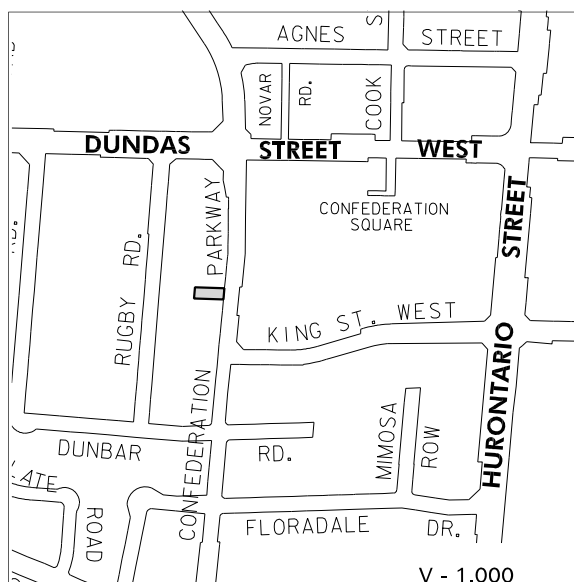 AGNES STREET
NOVAR RD.
COOK S
DUNDAS STREET WEST
CONFEDERATION
SQUARE
CONFEDERATION PARKWAY
RUGBY RD.
RD.
KING ST. WEST
HURONTARIO STREET
DUNBAR RD.
MIMOSA ROW
ROAD
FLORADALE DR.
V - 1,000